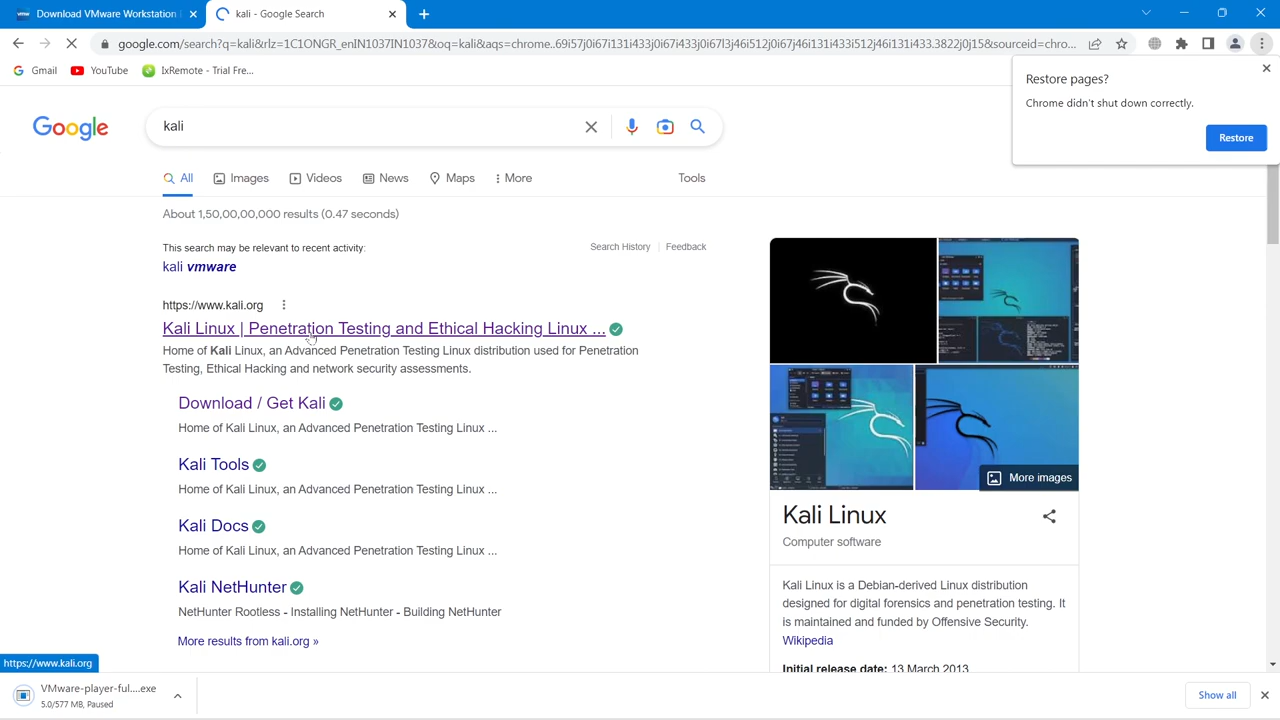 Download VMware Workstation
kali - Google Search
google.com/search?q=kali&rlz=1C1ONGR_enIN1037IN1037&oq=kali&aqs=chrome..69i57j0i67i131i433j0i67i433j0i67l3j46i512j0i67j46i131i433i512j46i131i433.3822j0j15&sourceid=chro...
Gmail
YouTube
IxRemote - Trial Fre...
Restore pages?
Chrome didn't shut down correctly.
Restore
Google
kali
All
Images
Videos
News
Maps
More
Tools
About 1,50,00,00,000 results (0.47 seconds)
This search may be relevant to recent activity:
Search History
Feedback
kali vmware
https://www.kali.org
Kali Linux | Penetration Testing and Ethical Hacking Linux ...
Home of Kali Linux, an Advanced Penetration Testing Linux distribution used for Penetration
Testing, Ethical Hacking and network security assessments.
Download / Get Kali
Home of Kali Linux, an Advanced Penetration Testing Linux ...
Kali Tools
Home of Kali Linux, an Advanced Penetration Testing Linux ...
Kali Docs
Home of Kali Linux, an Advanced Penetration Testing Linux ...
Kali NetHunter
NetHunter Rootless - Installing NetHunter - Building NetHunter
More results from kali.org »
More images
Kali Linux
Computer software
Kali Linux is a Debian-derived Linux distribution
designed for digital forensics and penetration testing. It
is maintained and funded by Offensive Security.
Wikipedia
Initial release date: 13 March 2013
https://www.kali.org
VMware-player-ful....exe
5.0/577 MB, Paused
Show all